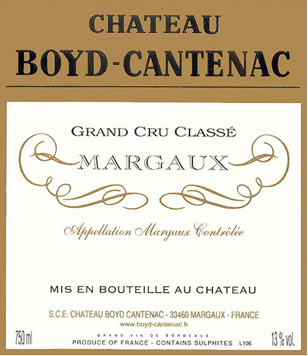 CHATEAU
BOYD-CANTENAC
GRAND CRU CLASSÉ
MARGAUX
Appellation Margaux Contrôlée
MIS EN BOUTEILLE AU CHATEAU
S.C.E. CHATEAU BOYD CANTENAC - 33460 MARGAUX - FRANCE
www.boyd-cantenac.fr
750 ml GRAND VIN DE BORDEAUX 13 % vol.
PRODUCE OF FRANCE - CONTAINS SULPHITES L106